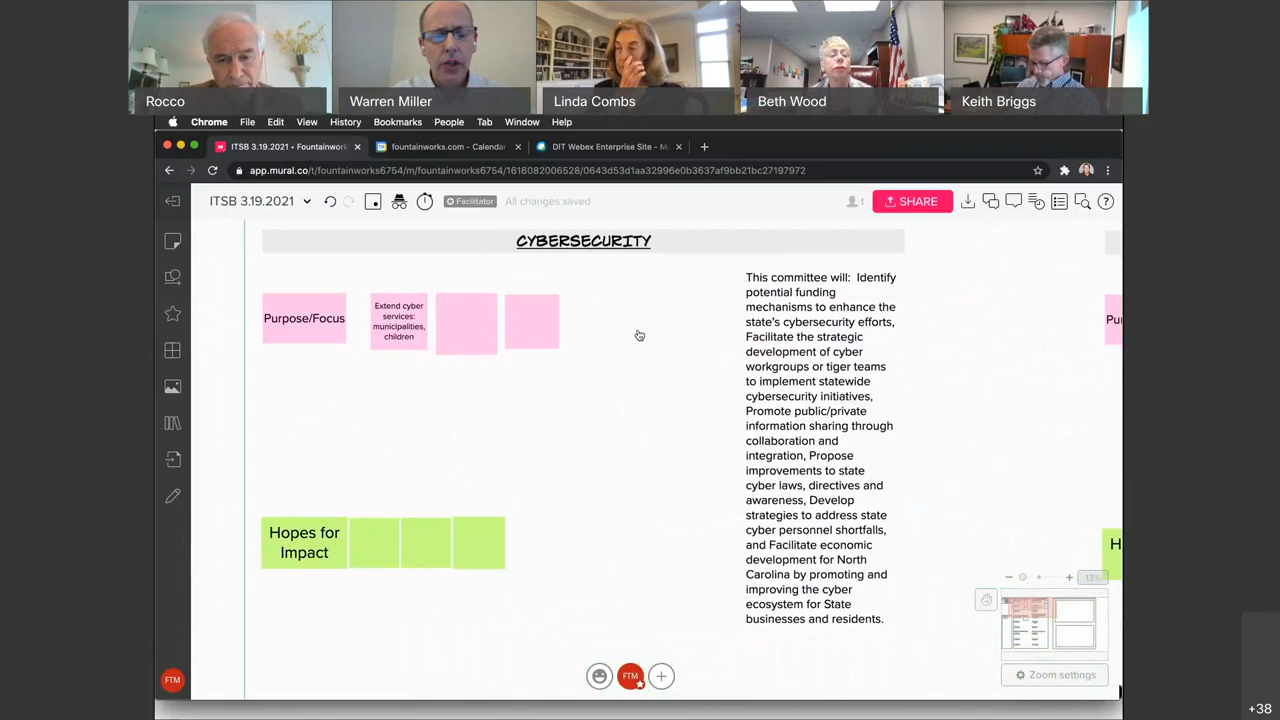 Rocco
Warren Miller
Linda Combs
Beth Wood
Keith Briggs
Chrome File Edit View History Bookmarks People Tab Window Help
ITSB 3.19.2021 • Fountainwork
fountainworks.com - Calendar
DIT Webex Enterprise Site - M
app.mural.co/t/fountainworks6754/m/fountainworks6754/1616082006528/0643d53d1aa32996e0b3637af9bb21bc27197972
ITSB 3.19.2021
Facilitator
All changes saved
1
SHARE
CYBERSECURITY
Purpose/Focus
Extend cyber
services:
municipalities,
children
This committee will: Identify
potential funding
mechanisms to enhance the
state's cybersecurity efforts,
Facilitate the strategic
development of cyber
workgroups or tiger teams
to implement statewide
cybersecurity initiatives,
Promote public/private
information sharing through
collaboration and
integration, Propose
improvements to state
cyber laws, directives and
awareness, Develop
strategies to address state
cyber personnel shortfalls,
and Facilitate economic
development for North
Carolina by promoting and
improving the cyber
ecosystem for State
businesses and residents.
Pu
Hopes for
Impact
H
13%
Zoom settings
FTM
FTM
+38